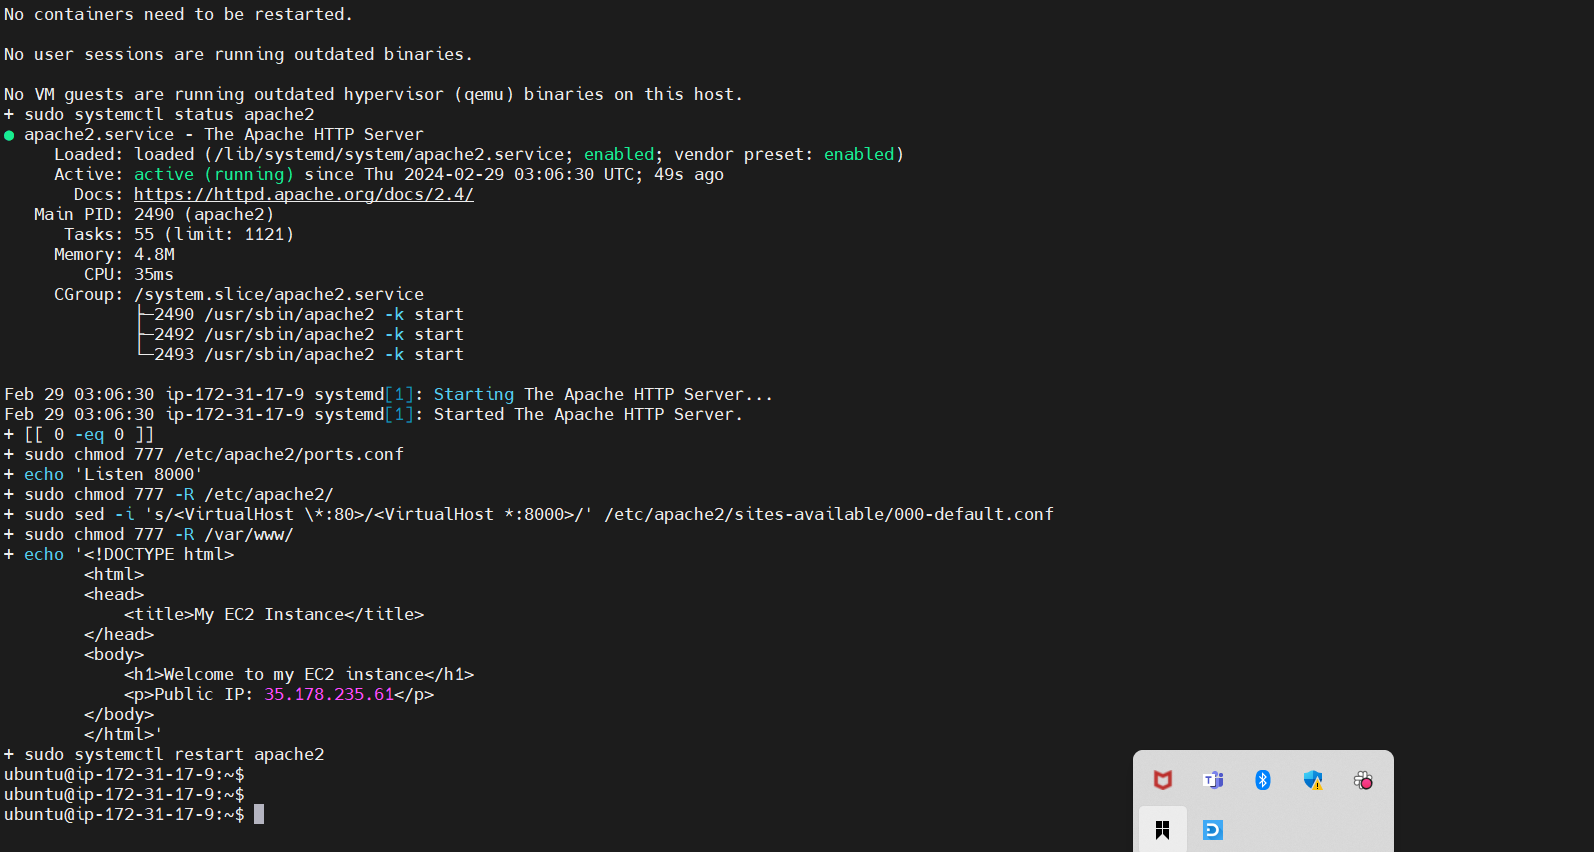 No containers need to be restarted.
No user sessions are running outdated binaries.
No VM guests are running outdated hypervisor (qemu) binaries on this host.
+ sudo systemctl status apache2
● apache2.service - The Apache HTTP Server
     Loaded: loaded (/lib/systemd/system/apache2.service; enabled; vendor preset: enabled)
     Active: active (running) since Thu 2024-02-29 03:06:30 UTC; 49s ago
       Docs: https://httpd.apache.org/docs/2.4/
   Main PID: 2490 (apache2)
      Tasks: 55 (limit: 1121)
     Memory: 4.8M
        CPU: 35ms
     CGroup: /system.slice/apache2.service
             ├─2490 /usr/sbin/apache2 -k start
             ├─2492 /usr/sbin/apache2 -k start
             └─2493 /usr/sbin/apache2 -k start
Feb 29 03:06:30 ip-172-31-17-9 systemd[1]: Starting The Apache HTTP Server...
Feb 29 03:06:30 ip-172-31-17-9 systemd[1]: Started The Apache HTTP Server.
+ [[ 0 -eq 0 ]]
+ sudo chmod 777 /etc/apache2/ports.conf
+ echo 'Listen 8000'
+ sudo chmod 777 -R /etc/apache2/
+ sudo sed -i 's/<VirtualHost \*:80>/<VirtualHost *:8000>/' /etc/apache2/sites-available/000-default.conf
+ sudo chmod 777 -R /var/www/
+ echo '<!DOCTYPE html>
        <html>
        <head>
            <title>My EC2 Instance</title>
        </head>
        <body>
            <h1>Welcome to my EC2 instance</h1>
            <p>Public IP: 35.178.235.61</p>
        </body>
        </html>'
+ sudo systemctl restart apache2
ubuntu@ip-172-31-17-9:~$
ubuntu@ip-172-31-17-9:~$
ubuntu@ip-172-31-17-9:~$